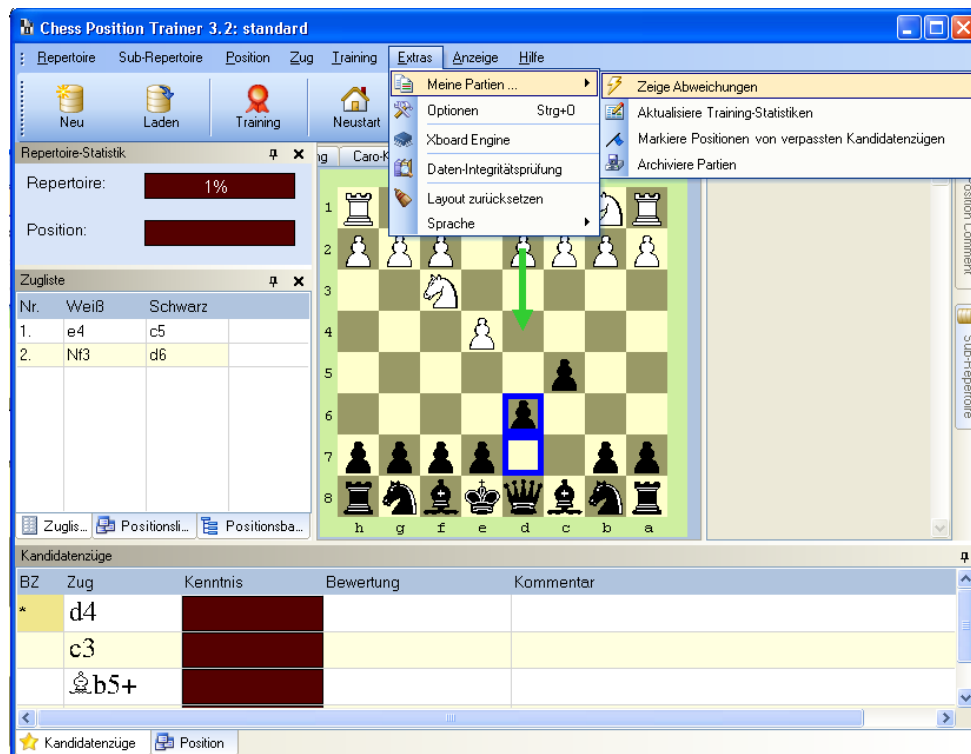 Chess Position Trainer 3.2: standard
Repertoire Sub-Repertoire Position Zug Training Extras Anzeige Hilfe
Neu Laden Training Neustart
Meine Partien ...
Optionen Strg+O
Xboard Engine
Daten-Integritätsprüfung
Layout zurücksetzen
Sprache
Zeige Abweichungen
Aktualisiere Training-Statistiken
Markiere Positionen von verpassten Kandidatenzügen
Archiviere Partien
Repertoire-Statistik
Repertoire: 1%
Position:
ng Caro-K
Zugliste
Nr. Weiß Schwarz
1. e4 c5
2. Nf3 d6
Zuglis... Positionsli... Positionsba...
1
2
3
4
5
6
7
8
h g f e d c b a
Position Comment
Sub-Repertoire
Kandidatenzüge
BZ Zug Kenntnis Bewertung Kommentar
* d4
c3
♗b5+
Kandidatenzüge Position